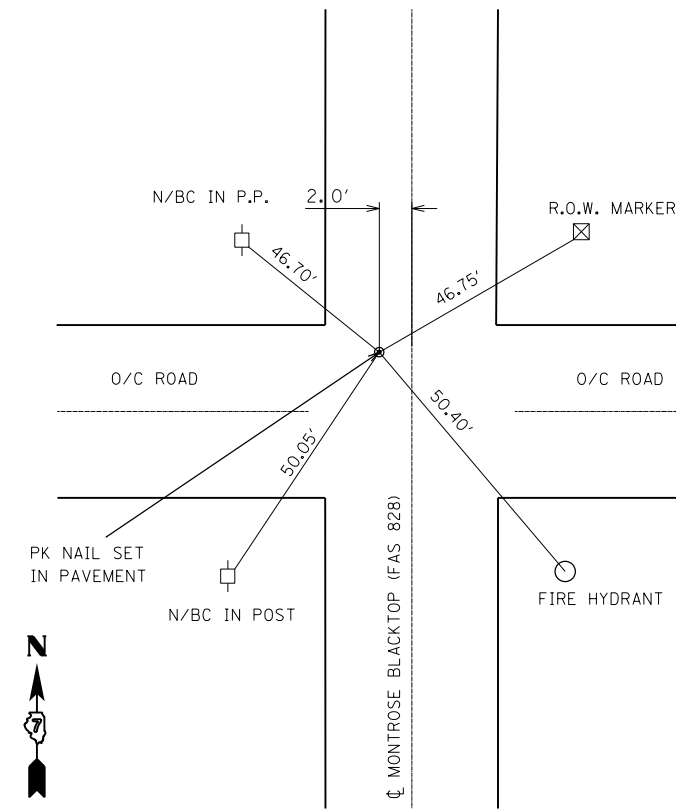 N/BC IN P.P.
2.0'
R.O.W. MARKER
46.70'
46.75'
O/C ROAD
O/C ROAD
50.40'
50.05'
PK NAIL SET
IN PAVEMENT
N/BC IN POST
FIRE HYDRANT
℄ MONTROSE BLACKTOP (FAS 828)
N
7